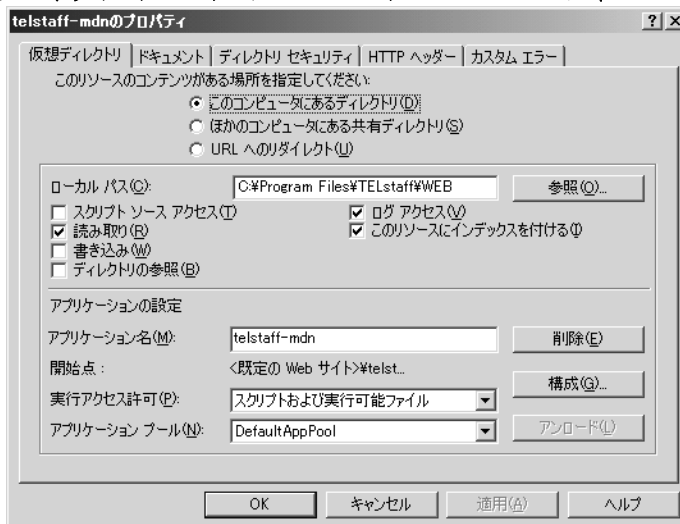 telstaff-mdnのプロパティ
仮想ディレクトリ ドキュメント ディレクトリ セキュリティ HTTP ヘッダー カスタム エラー
このリソースのコンテンツがある場所を指定してください:
このコンピュータにあるディレクトリ(D)
ほかのコンピュータにある共有ディレクトリ(S)
URL へのリダイレクト(U)
ローカル パス(C): C:¥Program Files¥TELstaff¥WEB 参照(O)...
スクリプト ソース アクセス(T) ログ アクセス(V)
読み取り(R) このリソースにインデックスを付ける(I)
書き込み(W)
ディレクトリの参照(B)
アプリケーションの設定
アプリケーション名(M): telstaff-mdn 削除(E)
開始点 : <既定の Web サイト>¥telst...
構成(G)...
実行アクセス許可(P): スクリプトおよび実行可能ファイル
アプリケーション プール(N): DefaultAppPool アンロード(L)
OK キャンセル 適用(A) ヘルプ